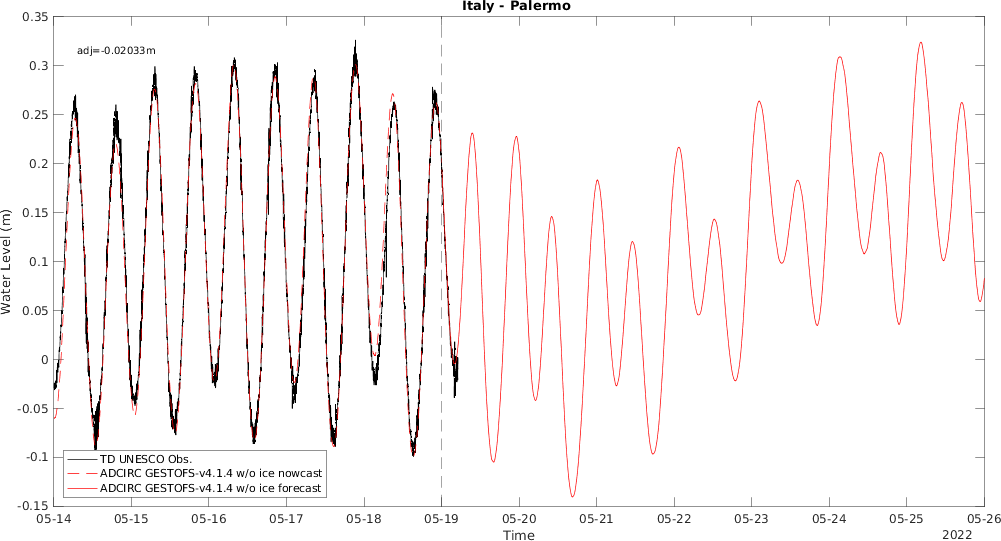 Italy - Palermo
adj=-0.02033m
Water Level (m)
0.35
0.3
0.25
0.2
0.15
0.1
0.05
0
-0.05
-0.1
-0.15
TD UNESCO Obs.
ADCIRC GESTOFS-v4.1.4 w/o ice nowcast
ADCIRC GESTOFS-v4.1.4 w/o ice forecast
05-14 05-15 05-16 05-17 05-18 05-19 05-20 05-21 05-22 05-23 05-24 05-25 05-26
Time
2022